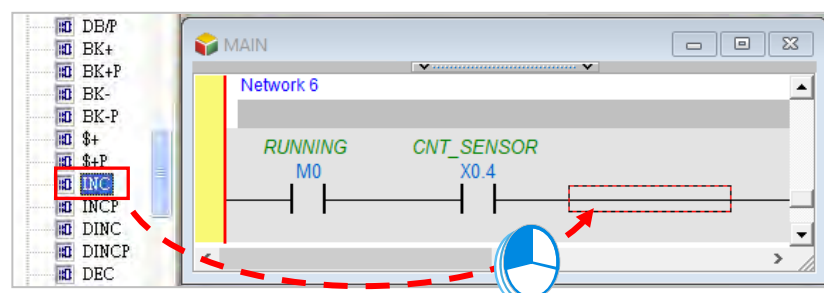 DB/P
BK+
BK+P
BK-
BK-P
$+
$+P
INC
INCP
DINC
DINCP
DEC
MAIN
Network 6
RUNNING CNT_SENSOR
M0 X0.4